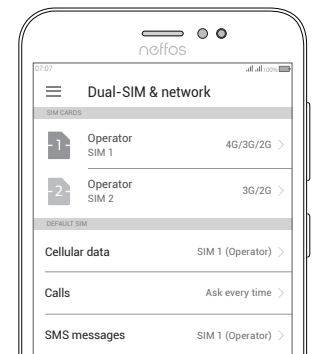 neffos
07:07 100%
Dual-SIM & network
SIM CARDS
1 Operator 4G/3G/2G
SIM 1
2 Operator 3G/2G
SIM 2
DEFAULT SIM
Cellular data SIM 1 (Operator)
Calls Ask every time
SMS messages SIM 1 (Operator)